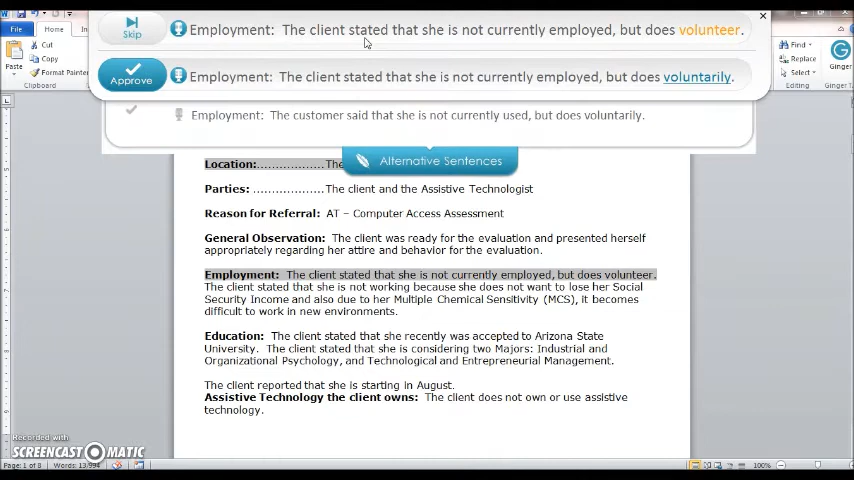 Skip
Employment: The client stated that she is not currently employed, but does volunteer.
Approve
Employment: The client stated that she is not currently employed, but does voluntarily.
Employment: The customer said that she is not currently used, but does voluntarily.
Alternative Sentences
File
Home
Cut
Copy
Format Painter
Paste
Clipboard
Find
Replace
Select
Editing
Ginger
Ginger
Location:...................The
Parties: ...................The client and the Assistive Technologist
Reason for Referral: AT – Computer Access Assessment
General Observation: The client was ready for the evaluation and presented herself
appropriately regarding her attire and behavior for the evaluation.
Employment: The client stated that she is not currently employed, but does volunteer.
The client stated that she is not working because she does not want to lose her Social
Security Income and also due to her Multiple Chemical Sensitivity (MCS), it becomes
difficult to work in new environments.
Education: The client stated that she recently was accepted to Arizona State
University. The client stated that she is considering two Majors: Industrial and
Organizational Psychology, and Technological and Entrepreneurial Management.
The client reported that she is starting in August.
Assistive Technology the client owns: The client does not own or use assistive
technology.
Recorded with
SCREENCAST MATIC
Page: 1 of 8
Words: 13/994
100%